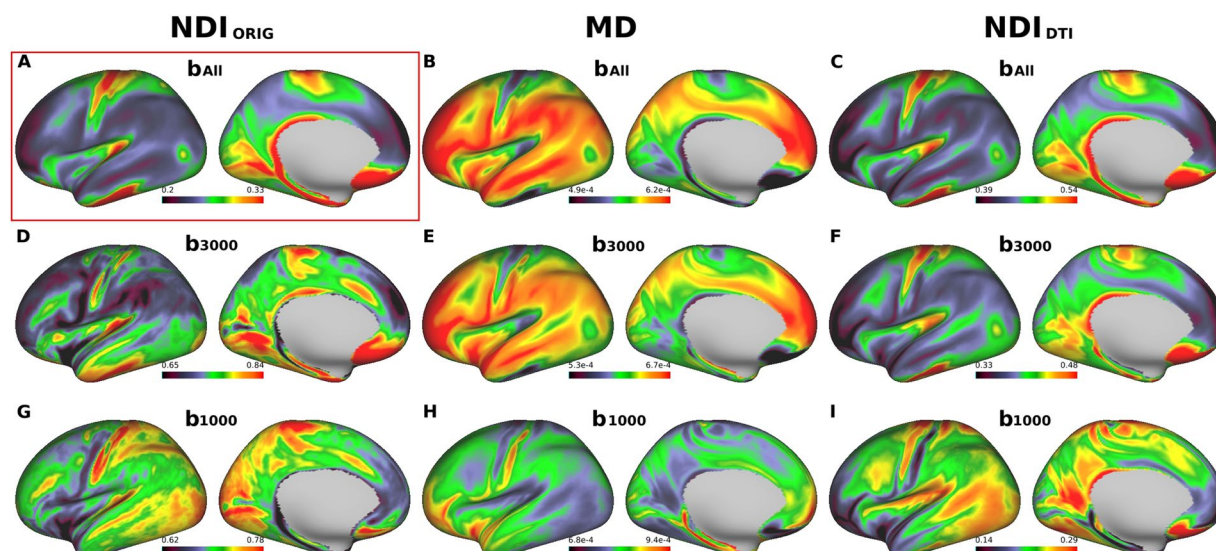 NDI ORIG MD NDI DTI
A bAll B bAll C bAll
0.2 0.33 4.9e-4 6.2e-4 0.39 0.54
D b3000 E b3000 F b3000
0.65 0.84 5.3e-4 6.7e-4 0.33 0.48
G b1000 H b1000 I b1000
0.62 0.78 6.8e-4 9.4e-4 0.14 0.29